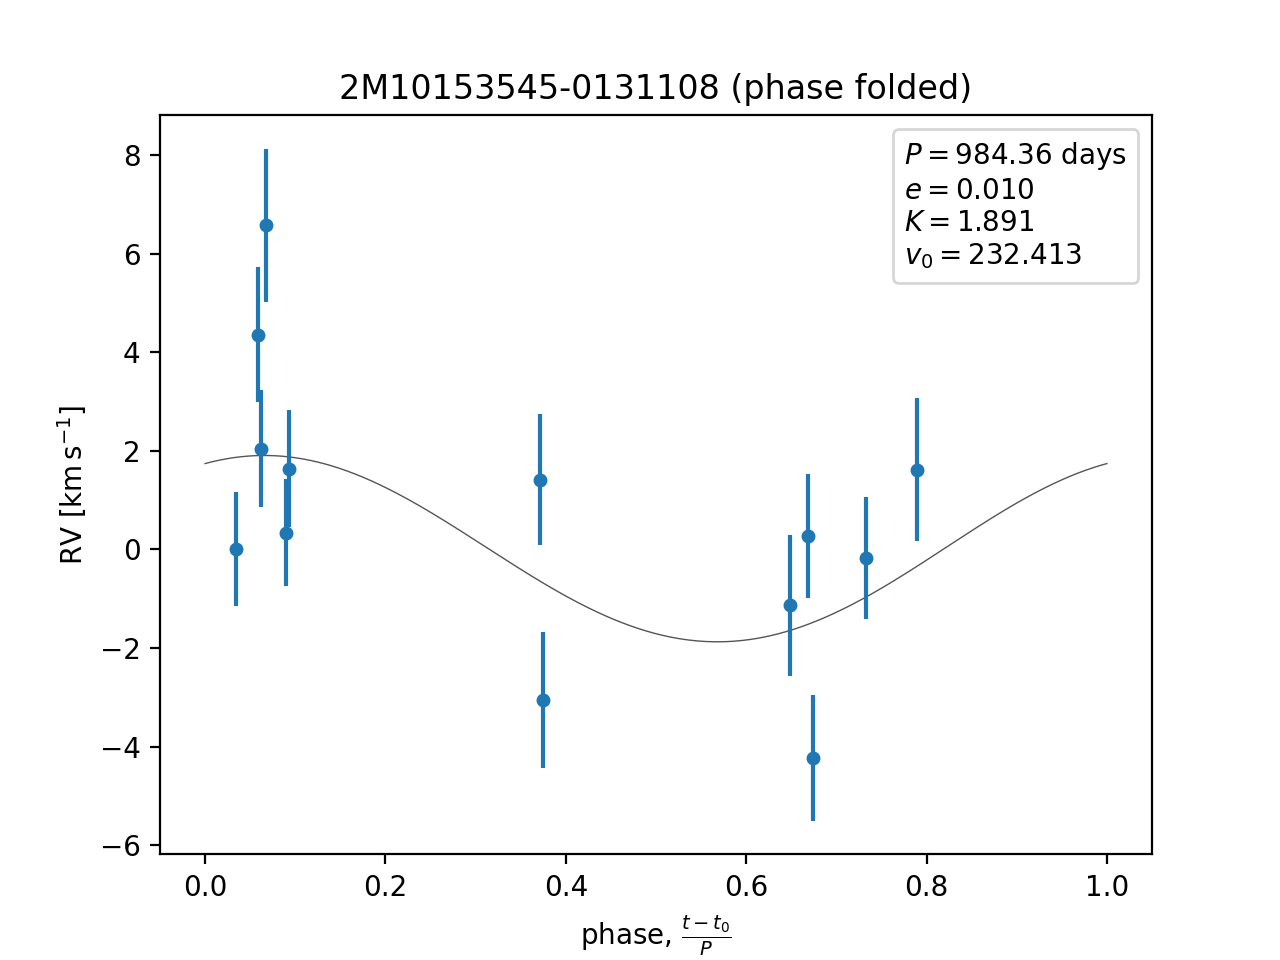 2M10153545-0131108 (phase folded)
P = 984.36 days
e = 0.010
K = 1.891
v₀ = 232.413
RV [km s⁻¹]
8
6
4
2
0
−2
−4
−6
0.0 0.2 0.4 0.6 0.8 1.0
phase, (t − t₀)/P